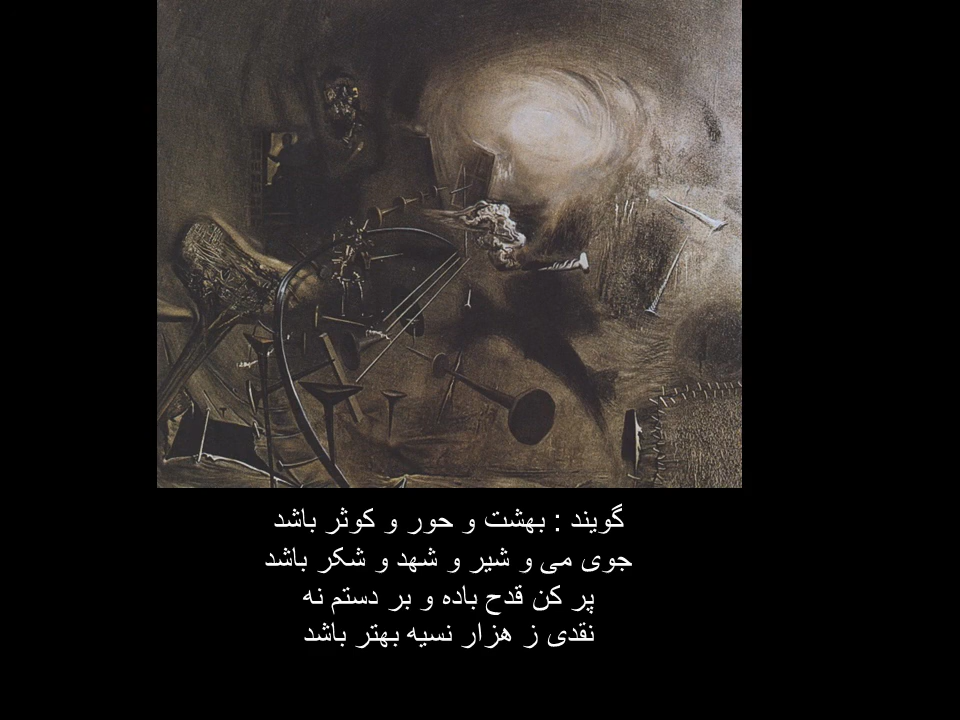 گویند : بهشت و حور و کوثر باشد
جوی می و شیر و شهد و شکر باشد
پر کن قدح باده و بر دستم نه
نقدی ز هزار نسیه بهتر باشد